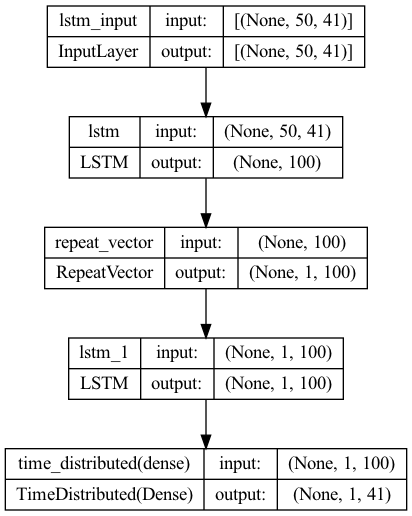 lstm_input input: [(None, 50, 41)]
InputLayer output: [(None, 50, 41)]
lstm input: (None, 50, 41)
LSTM output: (None, 100)
repeat_vector input: (None, 100)
RepeatVector output: (None, 1, 100)
lstm_1 input: (None, 1, 100)
LSTM output: (None, 1, 100)
time_distributed(dense) input: (None, 1, 100)
TimeDistributed(Dense) output: (None, 1, 41)